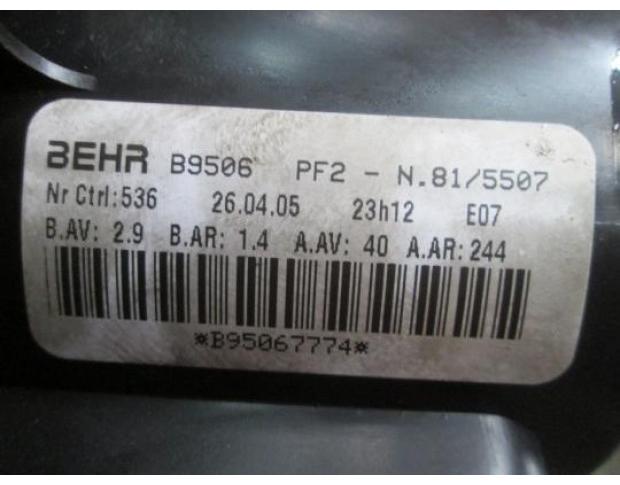 BEHR B9506 PF2 - N.81/5507
Nr Ctrl:536 26.04.05 23h12 E07
B.AV: 2.9 B.AR: 1.4 A.AV: 40 A.AR: 244
*B95067774*